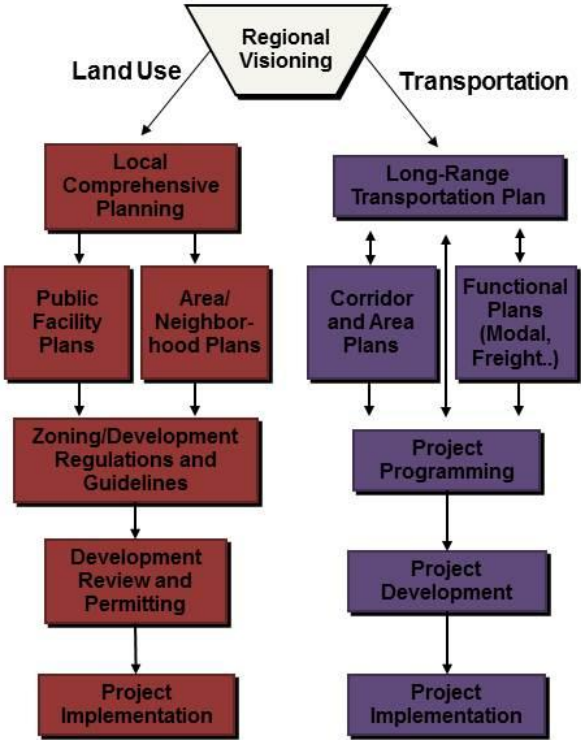 Regional
Visioning
Land Use
Transportation
Local
Comprehensive
Planning
Long-Range
Transportation Plan
Public
Facility
Plans
Area/
Neighbor-
hood Plans
Corridor
and Area
Plans
Functional
Plans
(Modal,
Freight..)
Zoning/Development
Regulations and
Guidelines
Project
Programming
Development
Review and
Permitting
Project
Development
Project
Implementation
Project
Implementation